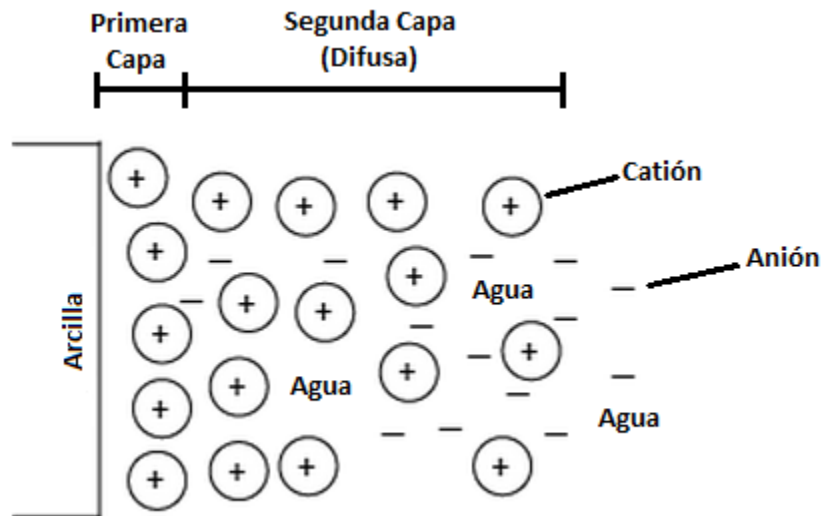 Primera
Capa
Segunda Capa
(Difusa)
Catión
Anión
Agua
Arcilla
Agua
Agua